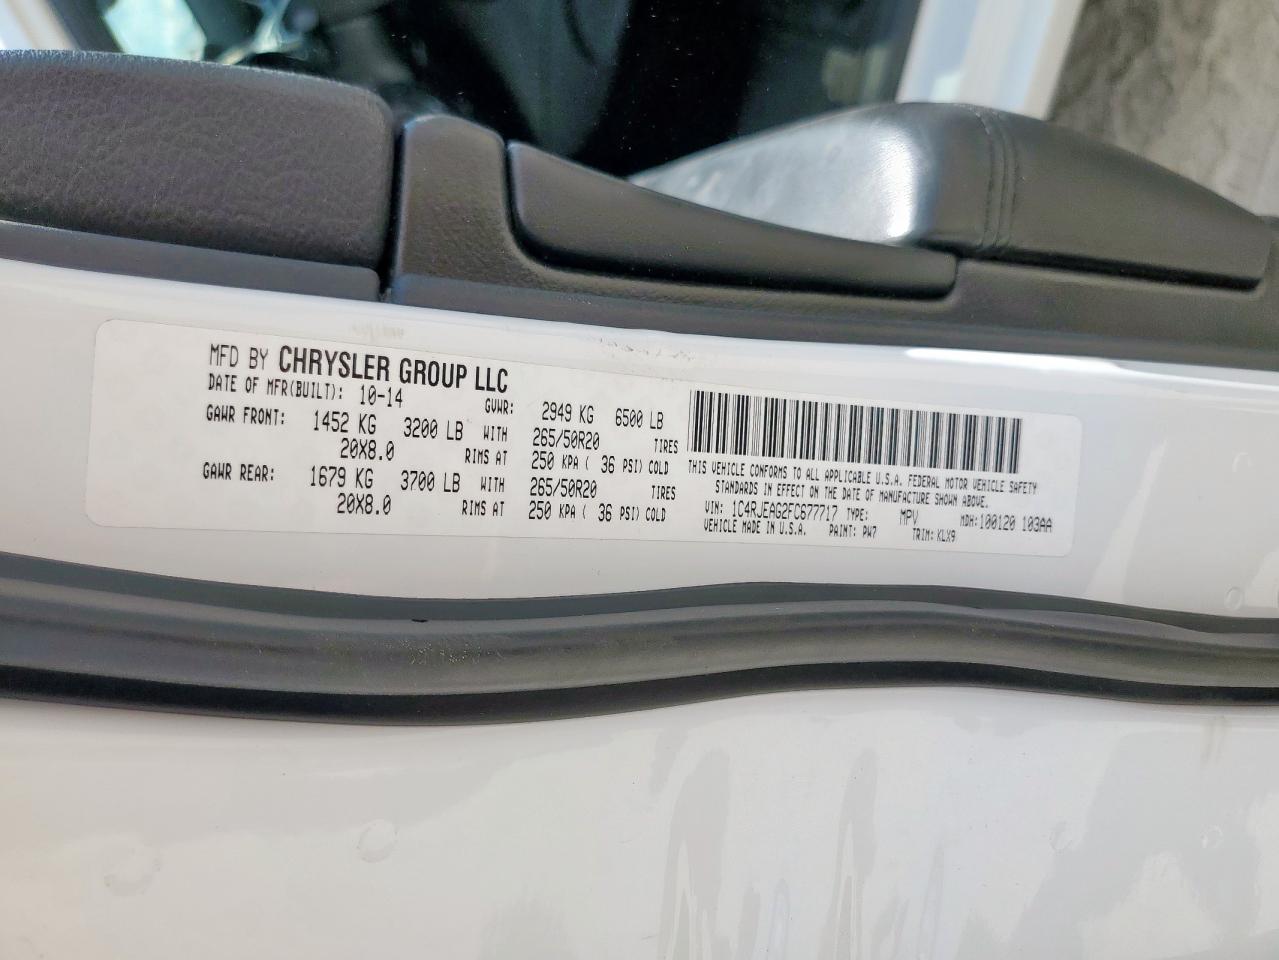 MFD BY CHRYSLER GROUP LLC
DATE OF MFR(BUILT): 10-14 GVWR: 2949 KG 6500 LB
GAWR FRONT: 1452 KG 3200 LB WITH 265/50R20 TIRES
20X8.0 RIMS AT 250 KPA ( 36 PSI) COLD
GAWR REAR: 1679 KG 3700 LB WITH 265/50R20 TIRES
20X8.0 RIMS AT 250 KPA ( 36 PSI) COLD
THIS VEHICLE CONFORMS TO ALL APPLICABLE U.S.A. FEDERAL MOTOR VEHICLE SAFETY
STANDARDS IN EFFECT ON THE DATE OF MANUFACTURE SHOWN ABOVE.
VIN: 1C4RJEAG2FC677717 TYPE: MPV MDH:100120 103AA
VEHICLE MADE IN U.S.A. PAINT: PW7 TRIM: KLX9